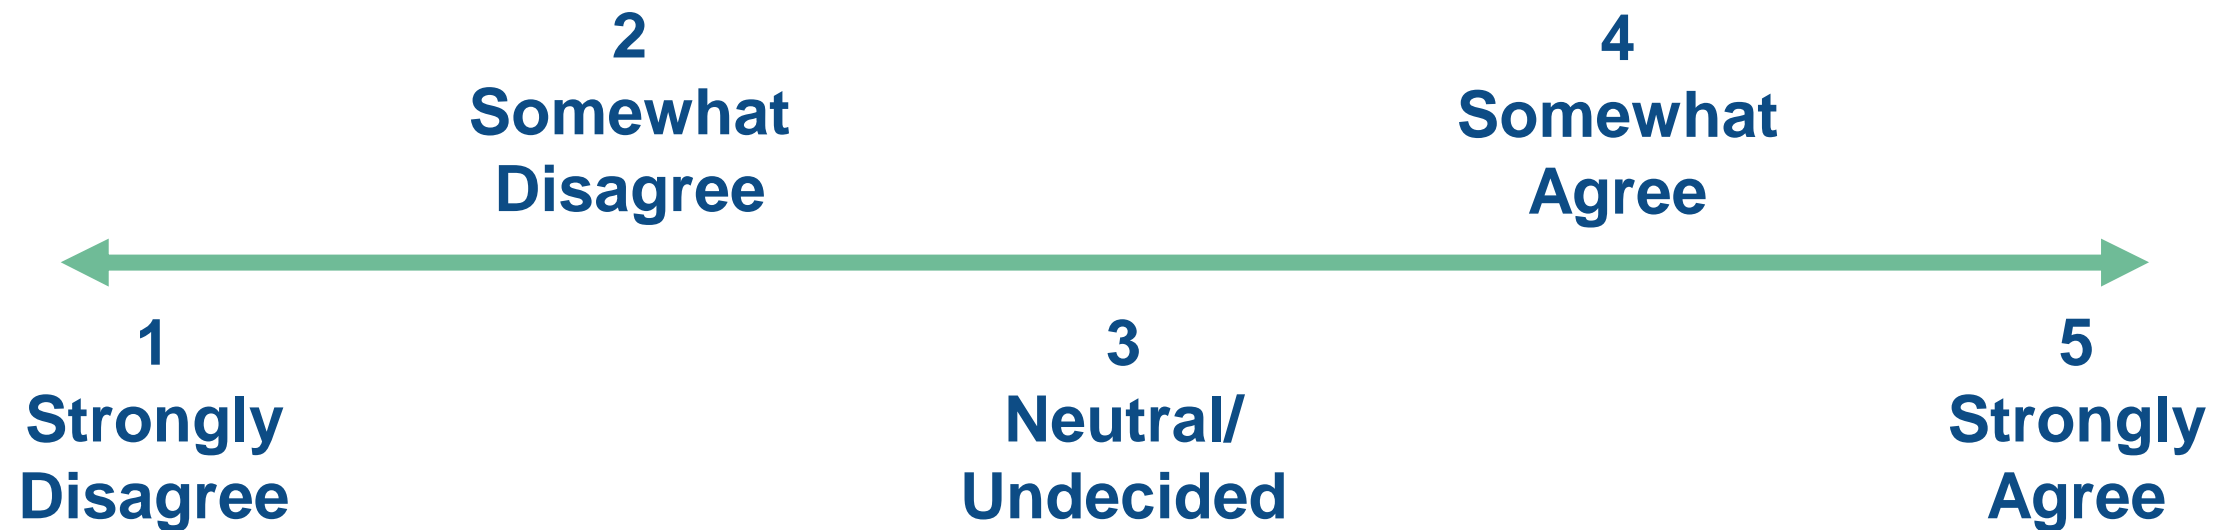 2
Somewhat
Disagree
4
Somewhat
Agree
1
Strongly
Disagree
3
Neutral/
Undecided
5
Strongly
Agree